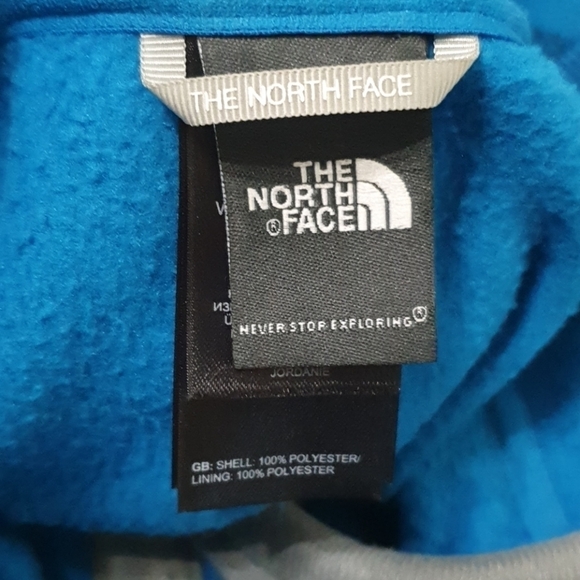 THE NORTH FACE
THE
NORTH
®FACE
NEVER STOP EXPLORING®
JORDANIE
GB: SHELL: 100% POLYESTER/
LINING: 100% POLYESTER